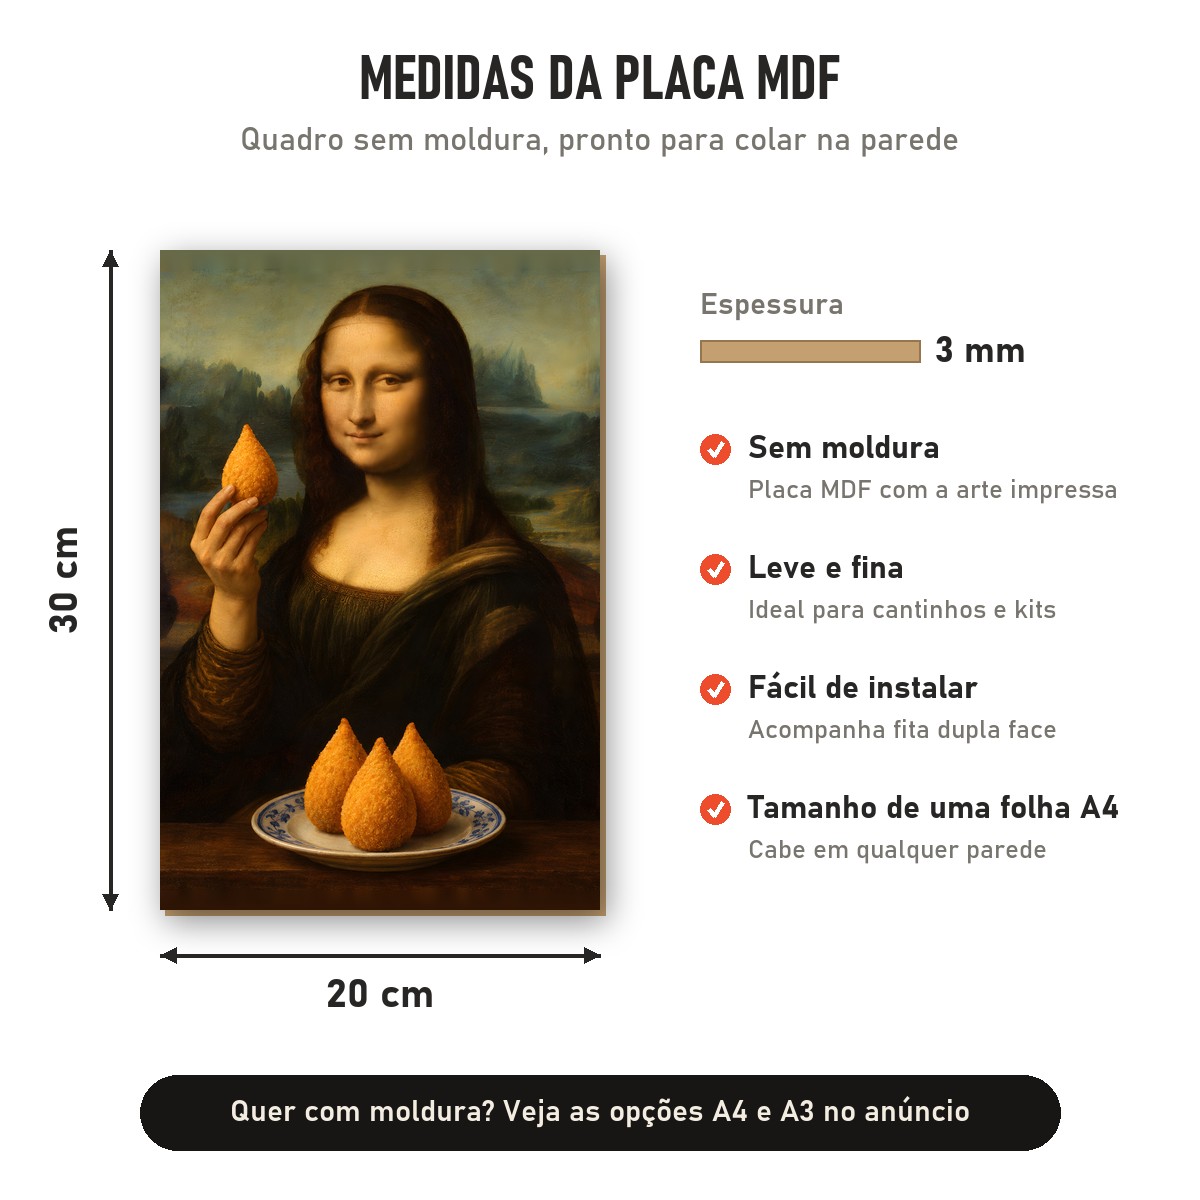 MEDIDAS DA PLACA MDF
Quadro sem moldura, pronto para colar na parede
30 cm
20 cm
Espessura
3 mm
Sem moldura
Placa MDF com a arte impressa
Leve e fina
Ideal para cantinhos e kits
Fácil de instalar
Acompanha fita dupla face
Tamanho de uma folha A4
Cabe em qualquer parede
Quer com moldura? Veja as opções A4 e A3 no anúncio